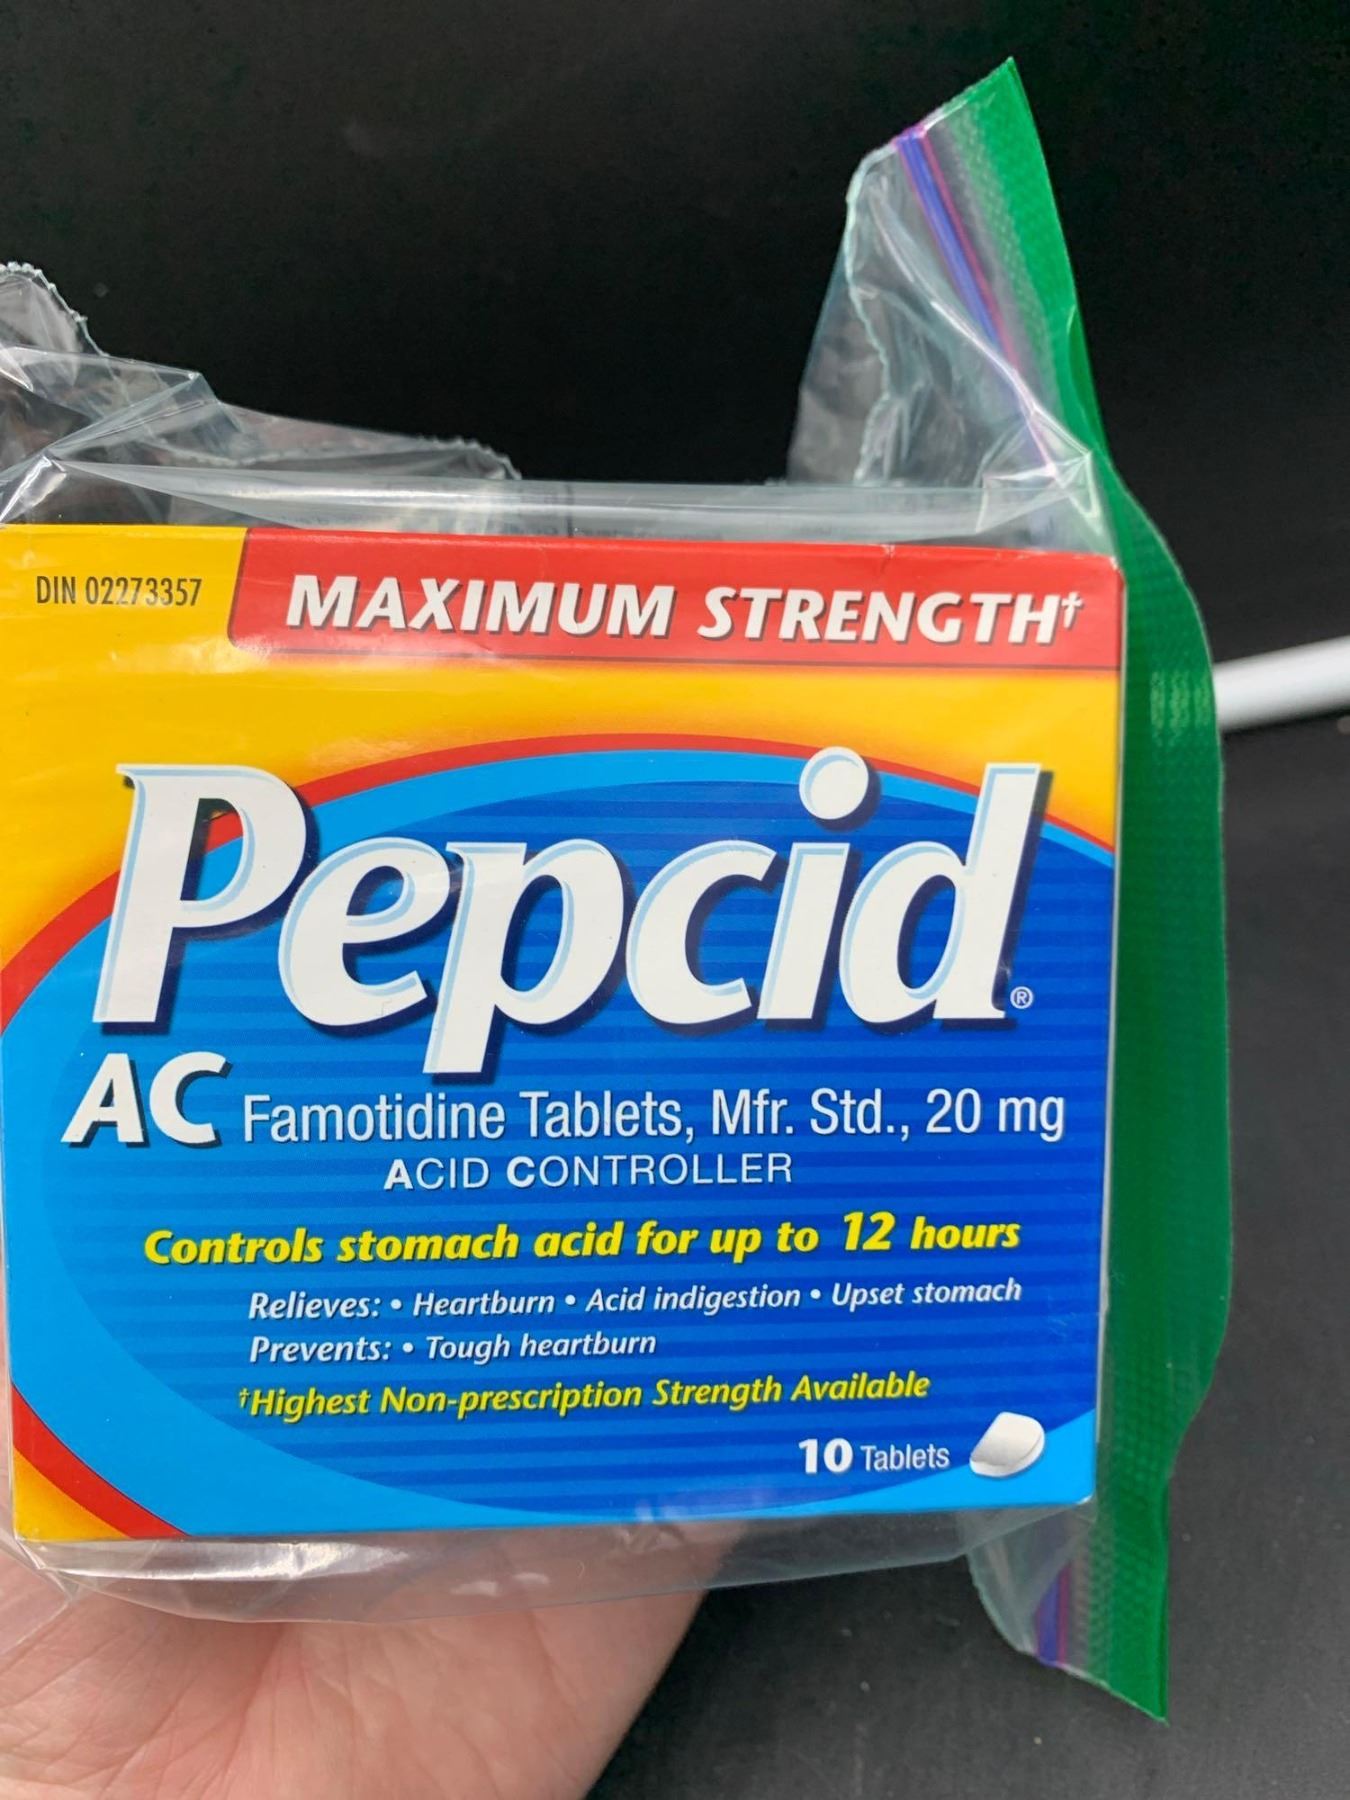 DIN 02273357
MAXIMUM STRENGTH†
Pepcid®
AC Famotidine Tablets, Mfr. Std., 20 mg
ACID CONTROLLER
Controls stomach acid for up to 12 hours
Relieves: • Heartburn • Acid indigestion • Upset stomach
Prevents: • Tough heartburn
†Highest Non-prescription Strength Available
10 Tablets